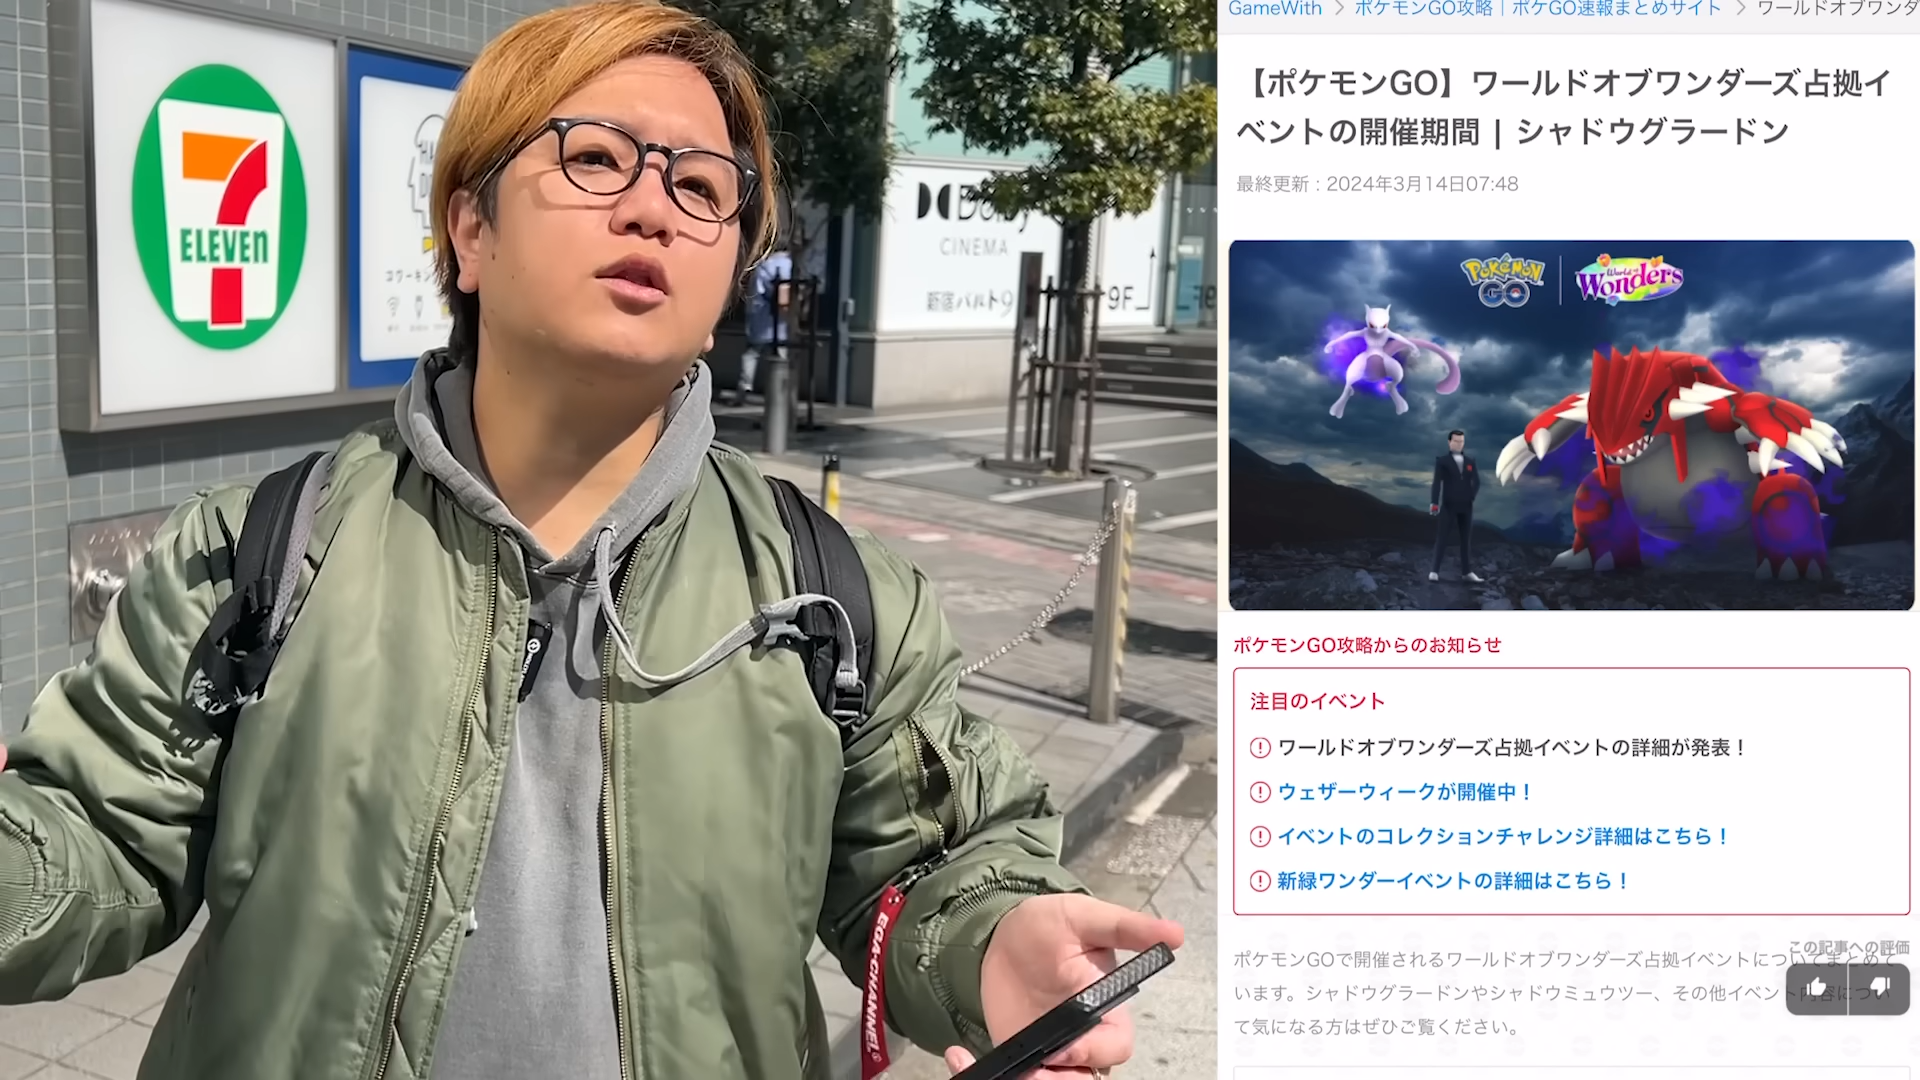 7
ELEVEN
CINEMA
新宿バルト9
9F
EGA-CHANNEL
GameWith > ポケモンGO攻略｜ポケGO速報まとめサイト > ワールドオブワンダ
【ポケモンGO】ワールドオブワンダーズ占拠イ
ベントの開催期間 | シャドウグラードン
最終更新 : 2024年3月14日07:48
POKÉMON GO
World of Wonders
ポケモンGO攻略からのお知らせ
注目のイベント
ワールドオブワンダーズ占拠イベントの詳細が発表！
ウェザーウィークが開催中！
イベントのコレクションチャレンジ詳細はこちら！
新緑ワンダーイベントの詳細はこちら！
この記事への評価
ポケモンGOで開催されるワールドオブワンダーズ占拠イベントについてまとめて
います。シャドウグラードンやシャドウミュウツー、その他イベント内容につい
て気になる方はぜひご覧ください。